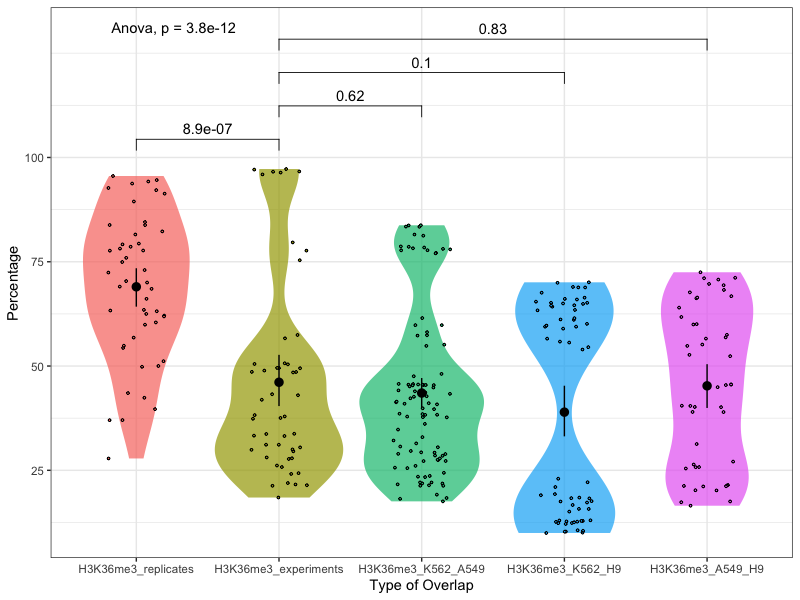 Anova, p = 3.8e-12
0.83
0.1
0.62
8.9e-07
100
75
50
25
Percentage
H3K36me3_replicates
H3K36me3_experiments
H3K36me3_K562_A549
H3K36me3_K562_H9
H3K36me3_A549_H9
Type of Overlap